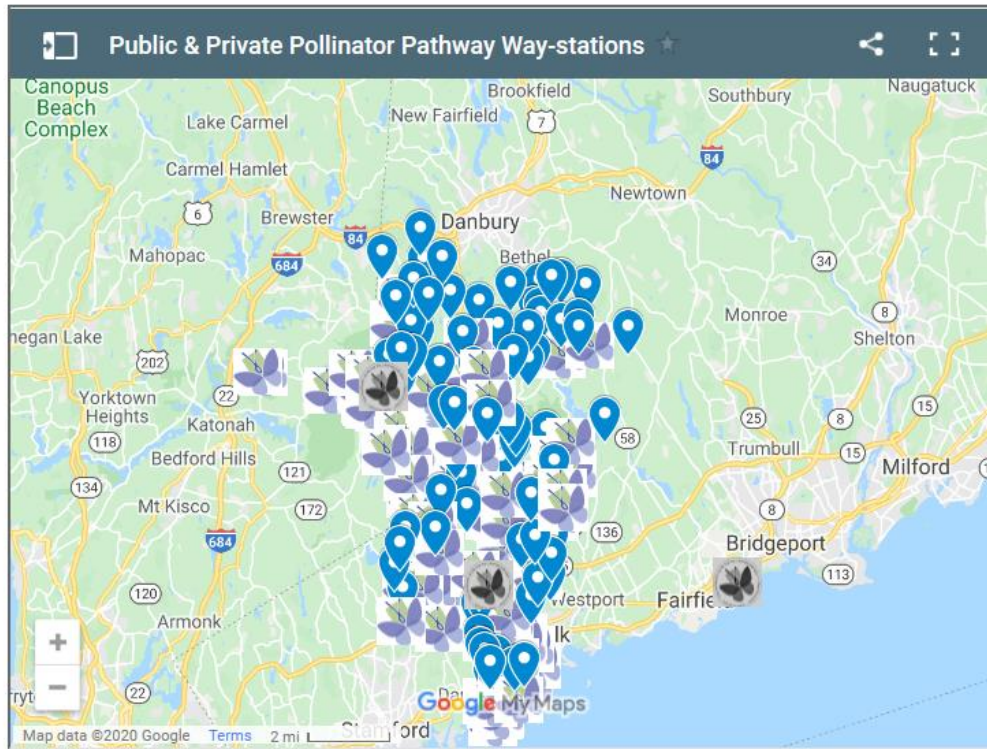 Public & Private Pollinator Pathway Way-stations
Canopus
Beach
Complex
Brookfield
Southbury
Naugatuck
Lake Carmel
New Fairfield
7
84
Carmel Hamlet
Newtown
6
Brewster
84
Danbury
Mahopac
684
Bethel
34
negan Lake
Monroe
8
Shelton
202
Yorktown
Heights
22
Katonah
25
8
15
118
58
Trumbull
15
Bedford Hills
121
Milford
134
Mt Kisco
172
8
684
136
Bridgeport
120
113
Westport
Fairfie
Armonk
lk
22
Da
Google My Maps
Stamford
Map data ©2020 Google
Terms
2 mi